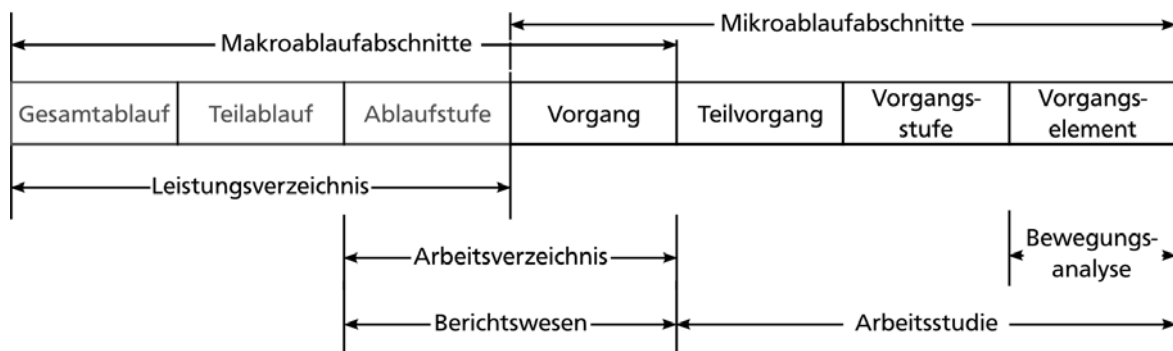 Mikroablaufabschnitte
Makroablaufabschnitte
Gesamtablauf
Teilablauf
Ablaufstufe
Vorgang
Teilvorgang
Vorgangs-
stufe
Vorgangs-
element
Leistungsverzeichnis
Arbeitsverzeichnis
Bewegungs-
analyse
Berichtswesen
Arbeitsstudie